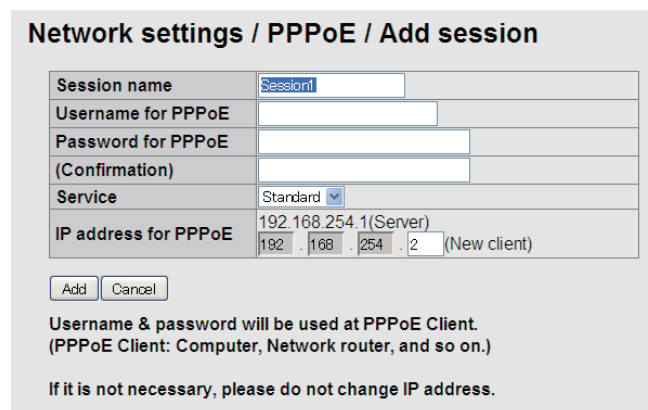 Network settings / PPPoE / Add session
Session name Session1
Username for PPPoE
Password for PPPoE
(Confirmation)
Service Standard
IP address for PPPoE 192.168.254.1(Server)
192 . 168 . 254 . 2 (New client)
Add Cancel
Username & password will be used at PPPoE Client.
(PPPoE Client: Computer, Network router, and so on.)
If it is not necessary, please do not change IP address.